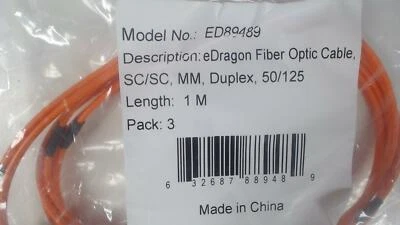 Model No.: ED89489
Description: eDragon Fiber Optic Cable,
SC/SC, MM, Duplex, 50/125
Length: 1 M
Pack: 3
6 32687 88948 9
Made in China